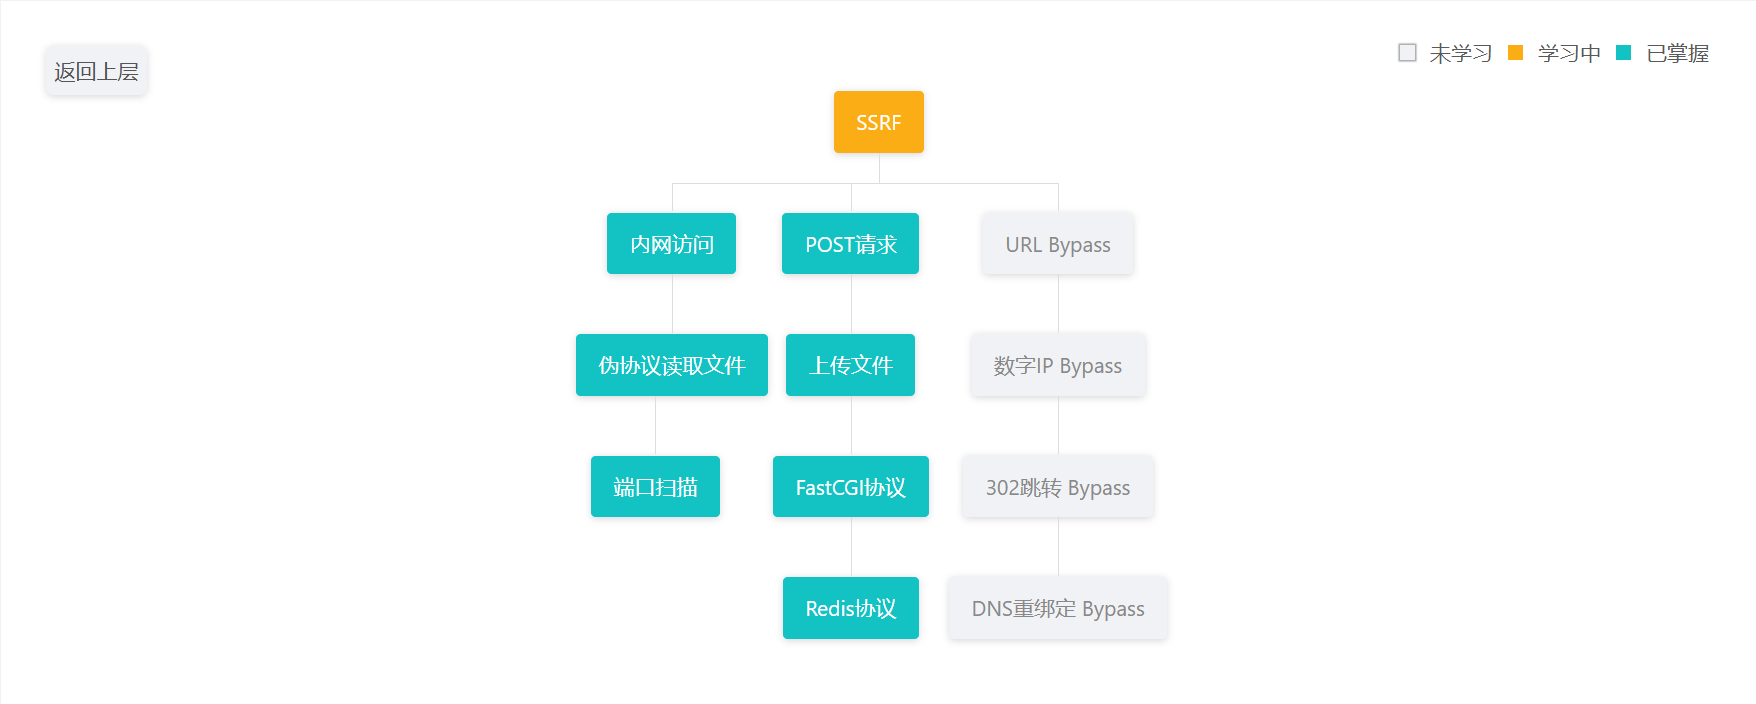 返回上层
未学习 学习中 已掌握
SSRF
内网访问 POST请求 URL Bypass
伪协议读取文件 上传文件 数字IP Bypass
端口扫描 FastCGI协议 302跳转 Bypass
Redis协议 DNS重绑定 Bypass